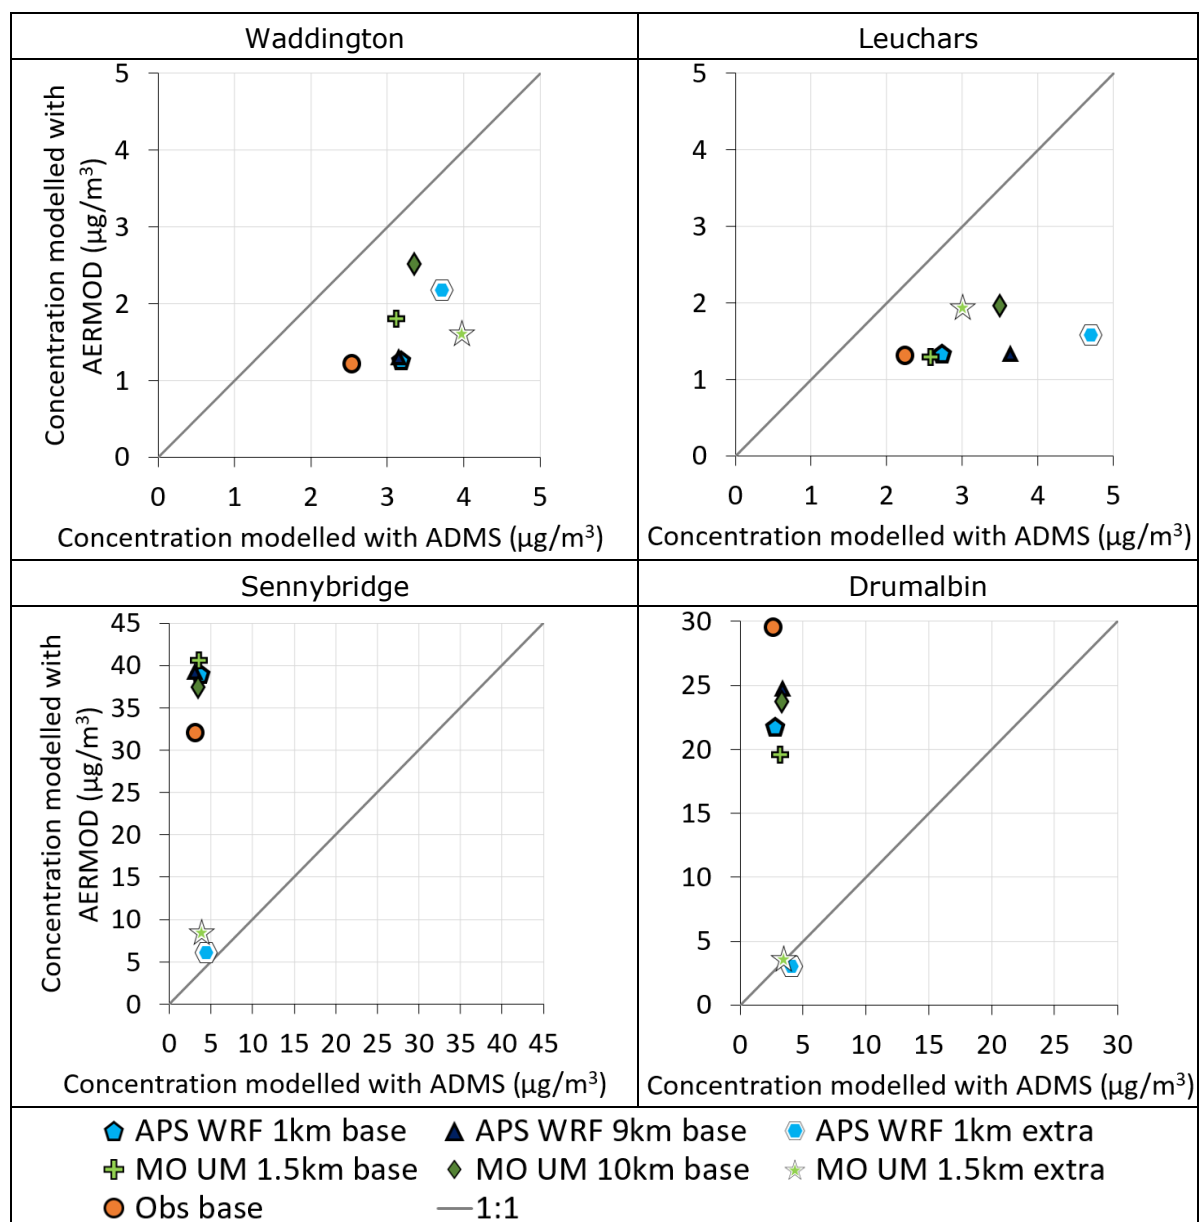 Waddington
Leuchars
Concentration modelled with
AERMOD (µg/m³)
5
4
3
2
1
0
0 1 2 3 4 5
Concentration modelled with ADMS (µg/m³)
5
4
3
2
1
0
0 1 2 3 4 5
Concentration modelled with ADMS (µg/m³)
Sennybridge
Drumalbin
Concentration modelled with
AERMOD (µg/m³)
45
40
35
30
25
20
15
10
5
0
0 5 10 15 20 25 30 35 40 45
Concentration modelled with ADMS (µg/m³)
30
25
20
15
10
5
0
0 5 10 15 20 25 30
Concentration modelled with ADMS (µg/m³)
APS WRF 1km base APS WRF 9km base APS WRF 1km extra
MO UM 1.5km base MO UM 10km base MO UM 1.5km extra
Obs base 1:1